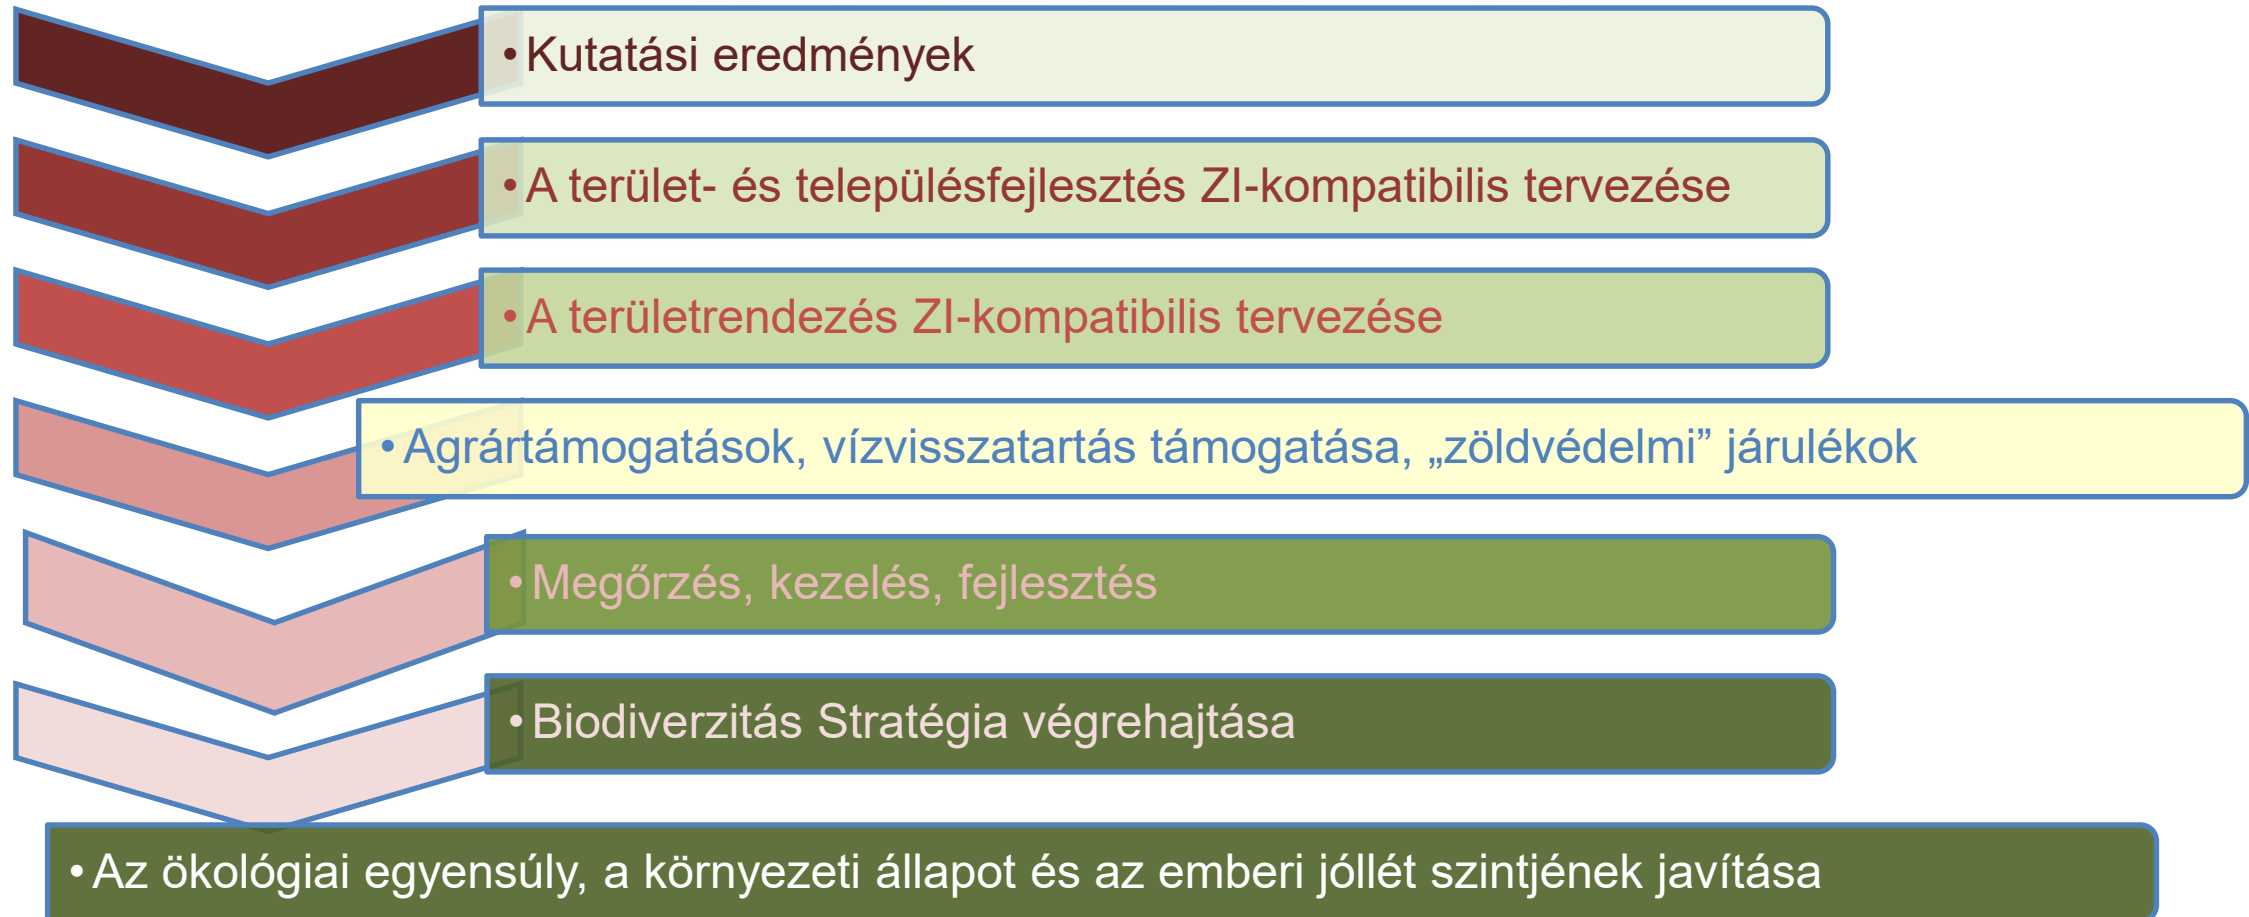 •Kutatási eredmények
•A terület- és településfejlesztés ZI-kompatibilis tervezése
•A területrendezés ZI-kompatibilis tervezése
•Agrártámogatások, vízvisszatartás támogatása, „zöldvédelmi” járulékok
•Megőrzés, kezelés, fejlesztés
•Biodiverzitás Stratégia végrehajtása
•Az ökológiai egyensúly, a környezeti állapot és az emberi jóllét szintjének javítása